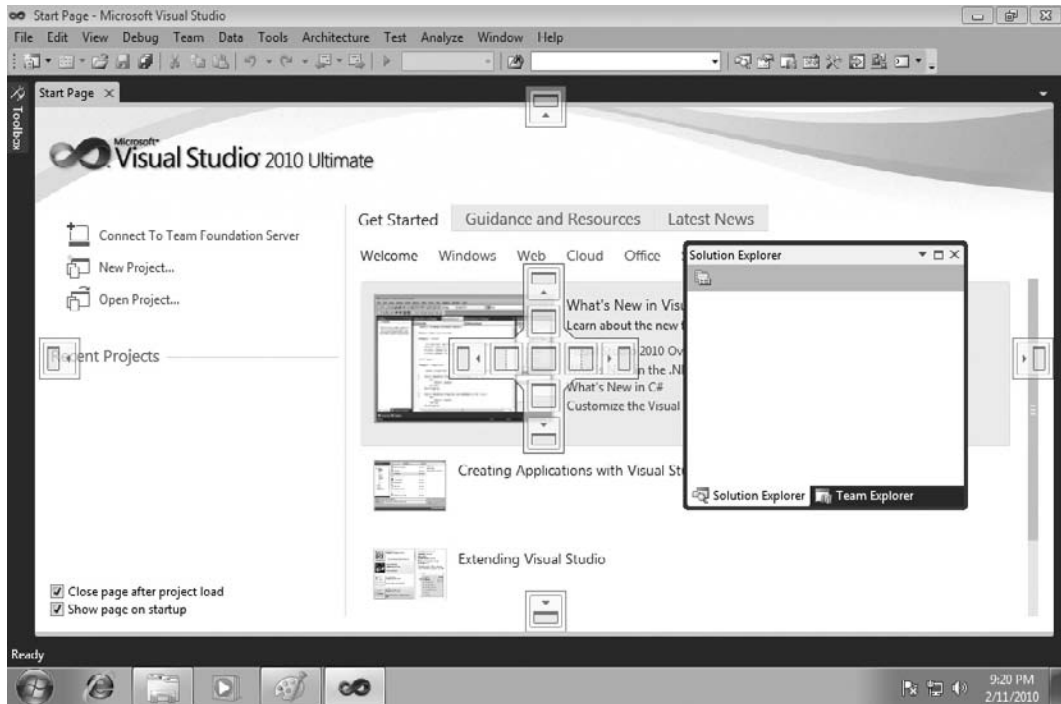 Start Page - Microsoft Visual Studio
File Edit View Debug Team Data Tools Architecture Test Analyze Window Help
Toolbox
Start Page
Microsoft
Visual Studio 2010 Ultimate
Connect To Team Foundation Server
New Project...
Open Project...
Recent Projects
Get Started Guidance and Resources Latest News
Welcome Windows Web Cloud Office
What's New in Visu
Learn about the new
2010 Ov
n the .N
What's New in C#
Customize the Visual
Creating Applications with Visual St
Extending Visual Studio
Solution Explorer
Solution Explorer Team Explorer
Close page after project load
Show page on startup
Ready
9:20 PM
2/11/2010